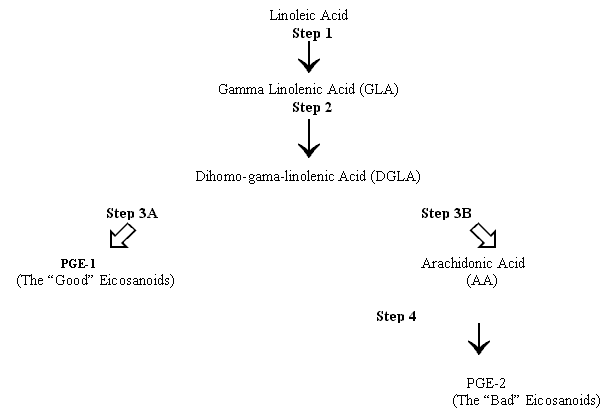 Linoleic Acid
Step 1
Gamma Linolenic Acid (GLA)
Step 2
Dihomo-gama-linolenic Acid (DGLA)
Step 3A
Step 3B
PGE-1
(The “Good” Eicosanoids)
Arachidonic Acid
(AA)
Step 4
PGE-2
(The “Bad” Eicosanoids)